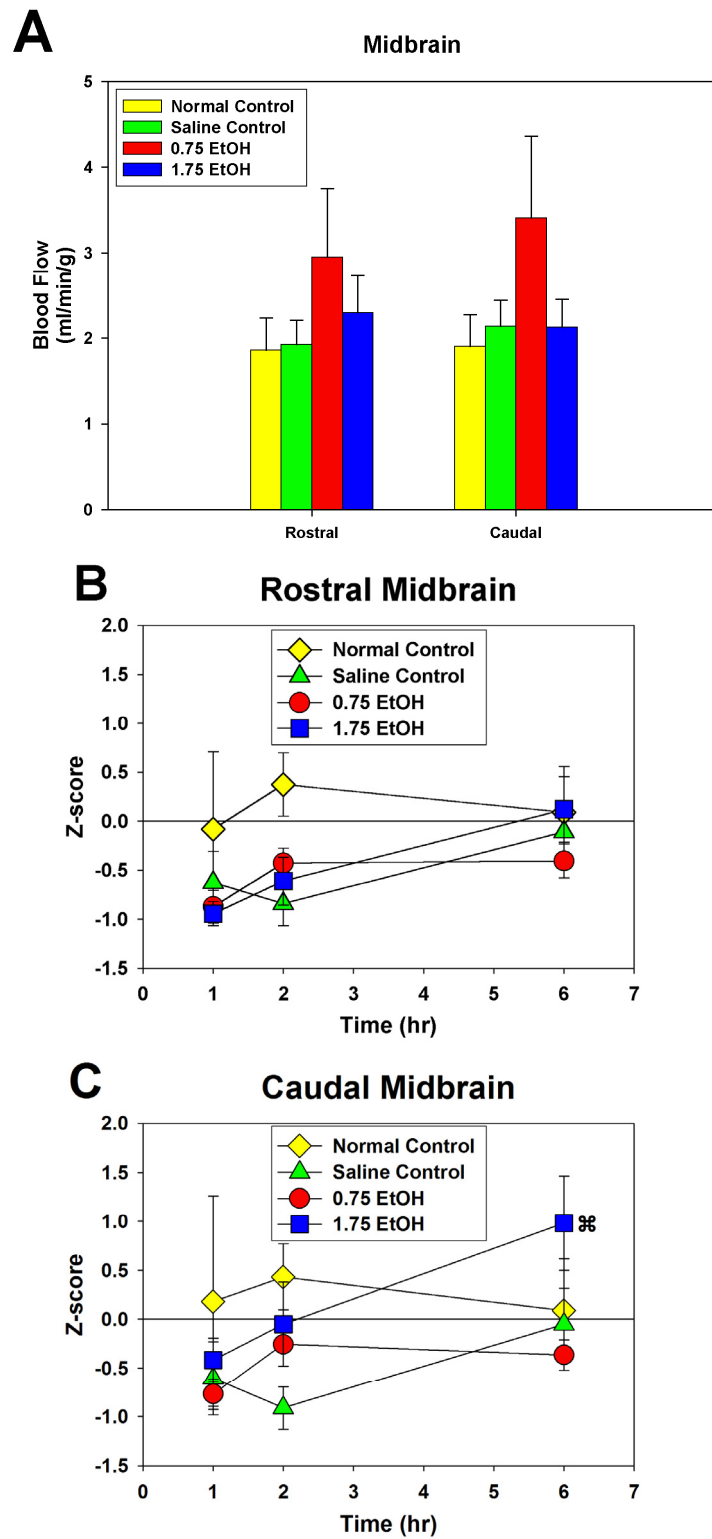 A
Midbrain
Normal Control
Saline Control
0.75 EtOH
1.75 EtOH
Blood Flow
(ml/min/g)
5
4
3
2
1
0
Rostral Caudal
B
Rostral Midbrain
Normal Control
Saline Control
0.75 EtOH
1.75 EtOH
Z-score
2.0
1.5
1.0
0.5
0.0
-0.5
-1.0
-1.5
0 1 2 3 4 5 6 7
Time (hr)
C
Caudal Midbrain
Normal Control
Saline Control
0.75 EtOH
1.75 EtOH
⌘
Z-score
2.0
1.5
1.0
0.5
0.0
-0.5
-1.0
-1.5
0 1 2 3 4 5 6 7
Time (hr)